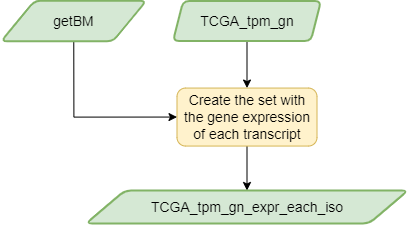 getBM
TCGA_tpm_gn
Create the set with
the gene expression
of each transcript
TCGA_tpm_gn_expr_each_iso